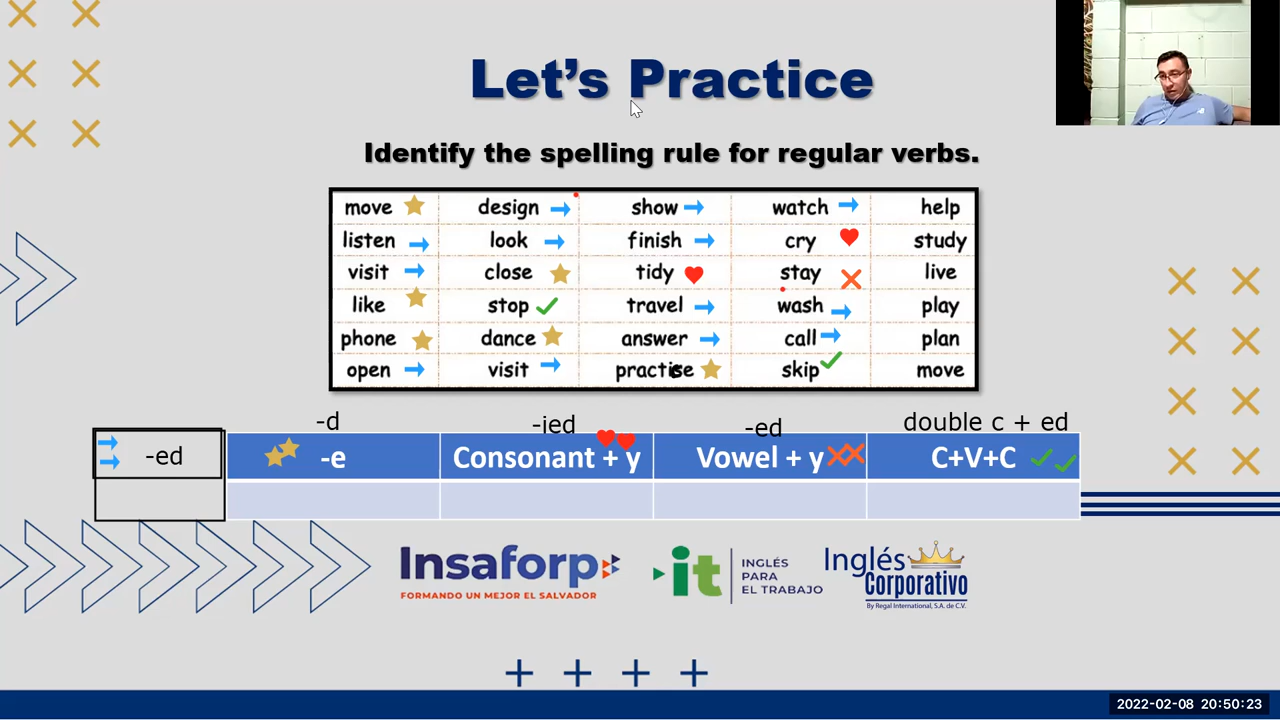 Let's Practice
Identify the spelling rule for regular verbs.
move design show watch help
listen look finish cry study
visit close tidy stay live
like stop travel wash play
phone dance answer call plan
open visit skip move
-d -ied -ed double c + ed
-ed -e Consonant + y Vowel + y C+V+C
Insaforp
FORMANDO UN MEJOR EL SALVADOR
it
INGLÉS
PARA
EL TRABAJO
Inglés
Corporativo
By Regal International, S.A. de C.V.
2022-02-08 20:50:23